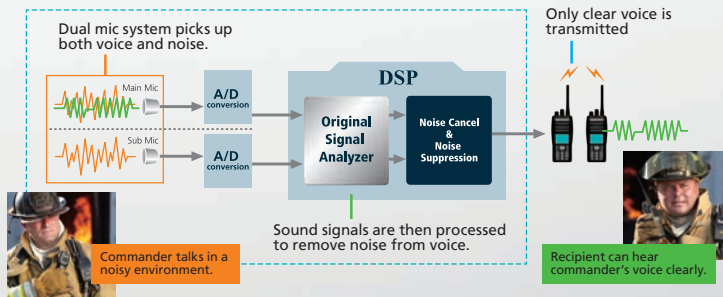 Dual mic system picks up
both voice and noise.
Only clear voice is
transmitted
Main Mic
A/D
conversion
DSP
Sub Mic
A/D
conversion
Original
Signal
Analyzer
Noise Cancel
&
Noise
Suppression
Sound signals are then processed
to remove noise from voice.
Commander talks in a
noisy environment.
Recipient can hear
commander's voice clearly.